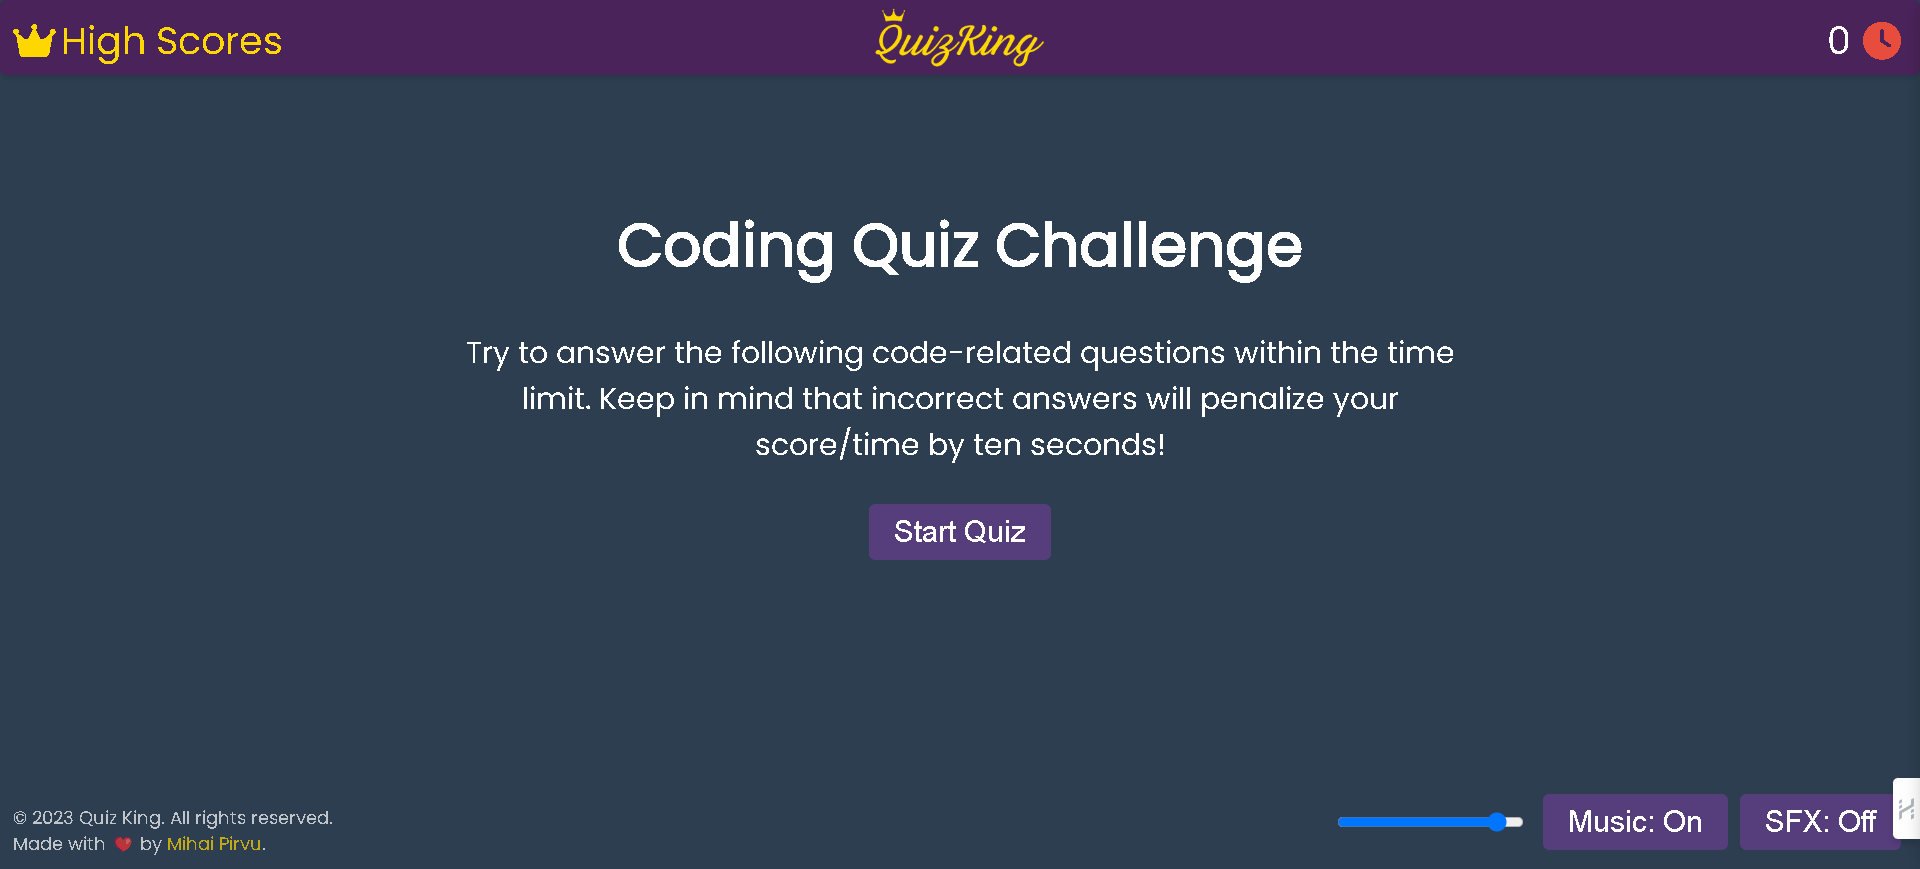 High Scores
QuizKing
0
Coding Quiz Challenge
Try to answer the following code-related questions within the time
limit. Keep in mind that incorrect answers will penalize your
score/time by ten seconds!
Start Quiz
© 2023 Quiz King. All rights reserved.
Made with ❤️ by Mihai Pirvu.
Music: On
SFX: Off